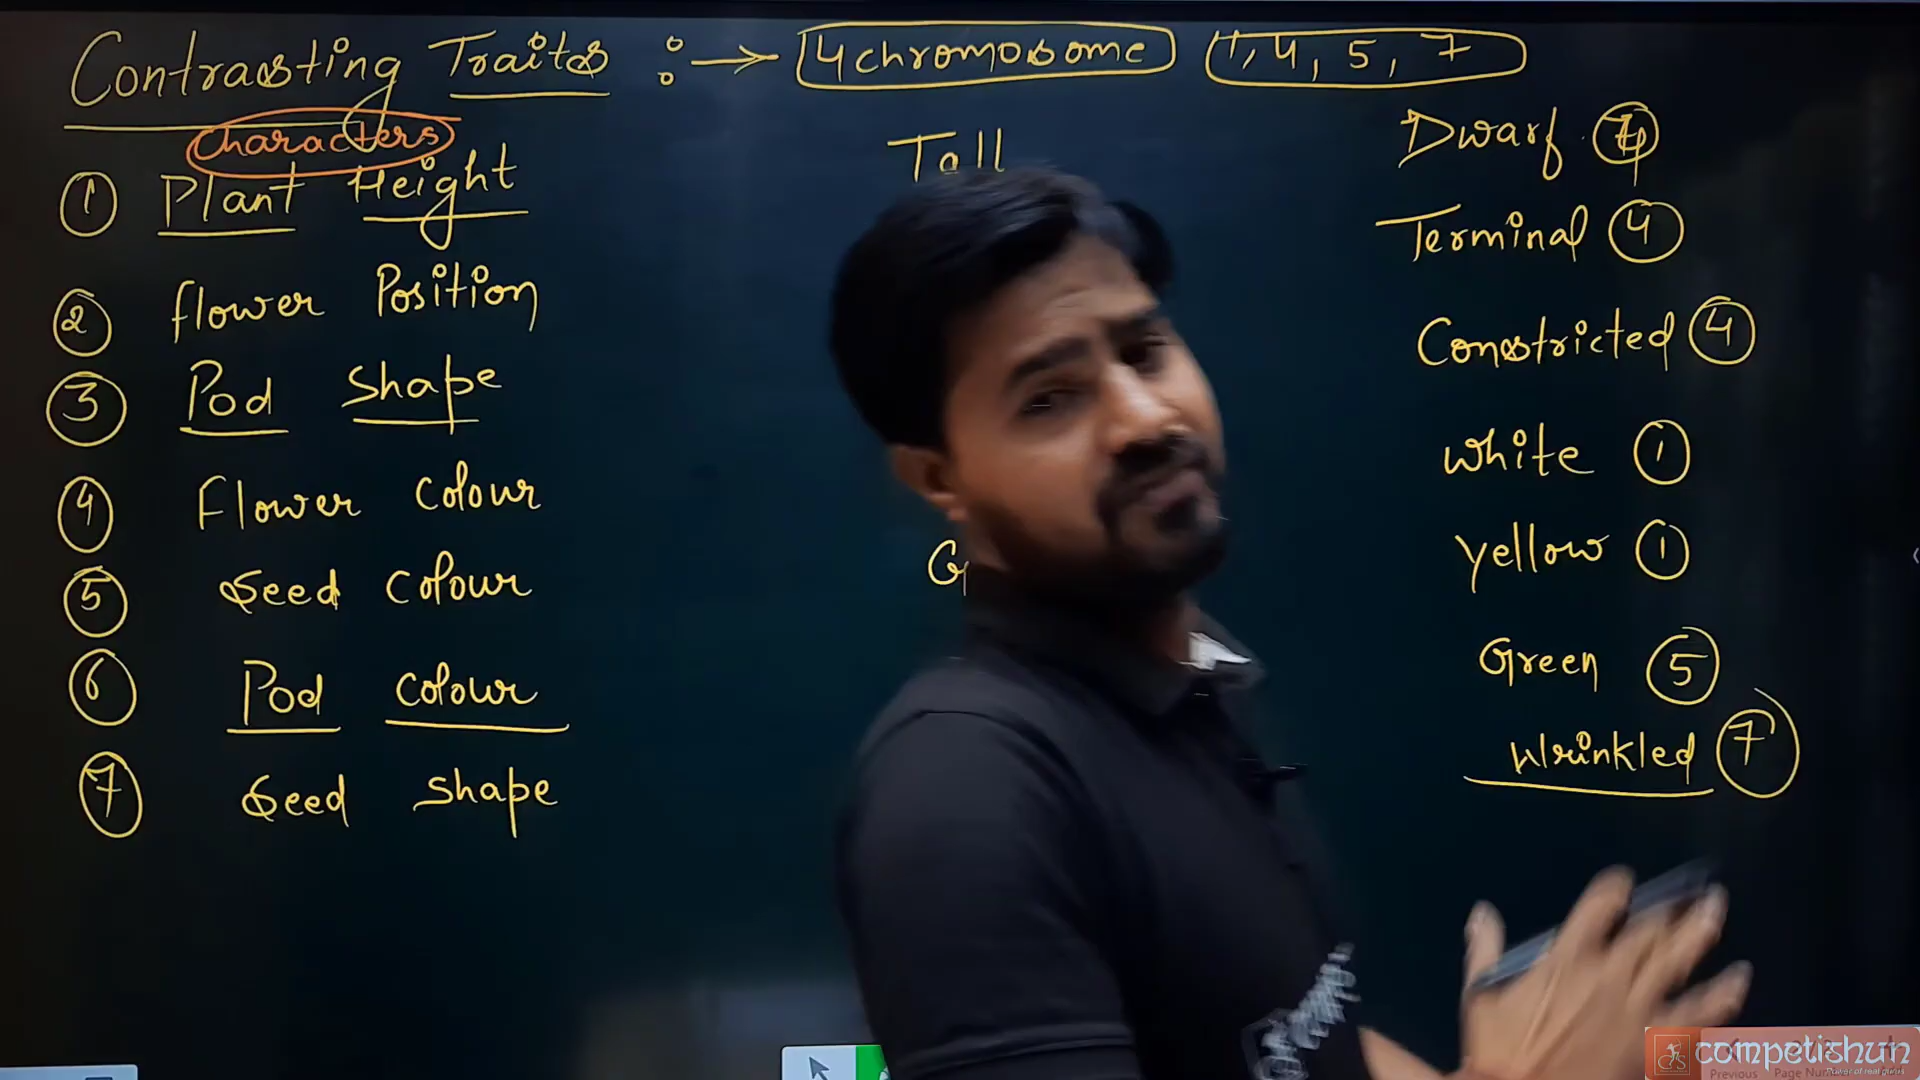 Contrasting Traits : → 4 chromosome 1, 4, 5, 7
Characters
① Plant Height Tall Dwarf 4
② flower Position Terminal ④
③ Pod Shape Constricted ④
④ Flower Colour White ①
⑤ Seed Colour G Yellow ①
⑥ Pod Colour Green ⑤
⑦ Seed Shape Wrinkled ⑦
competishun
Previous Page